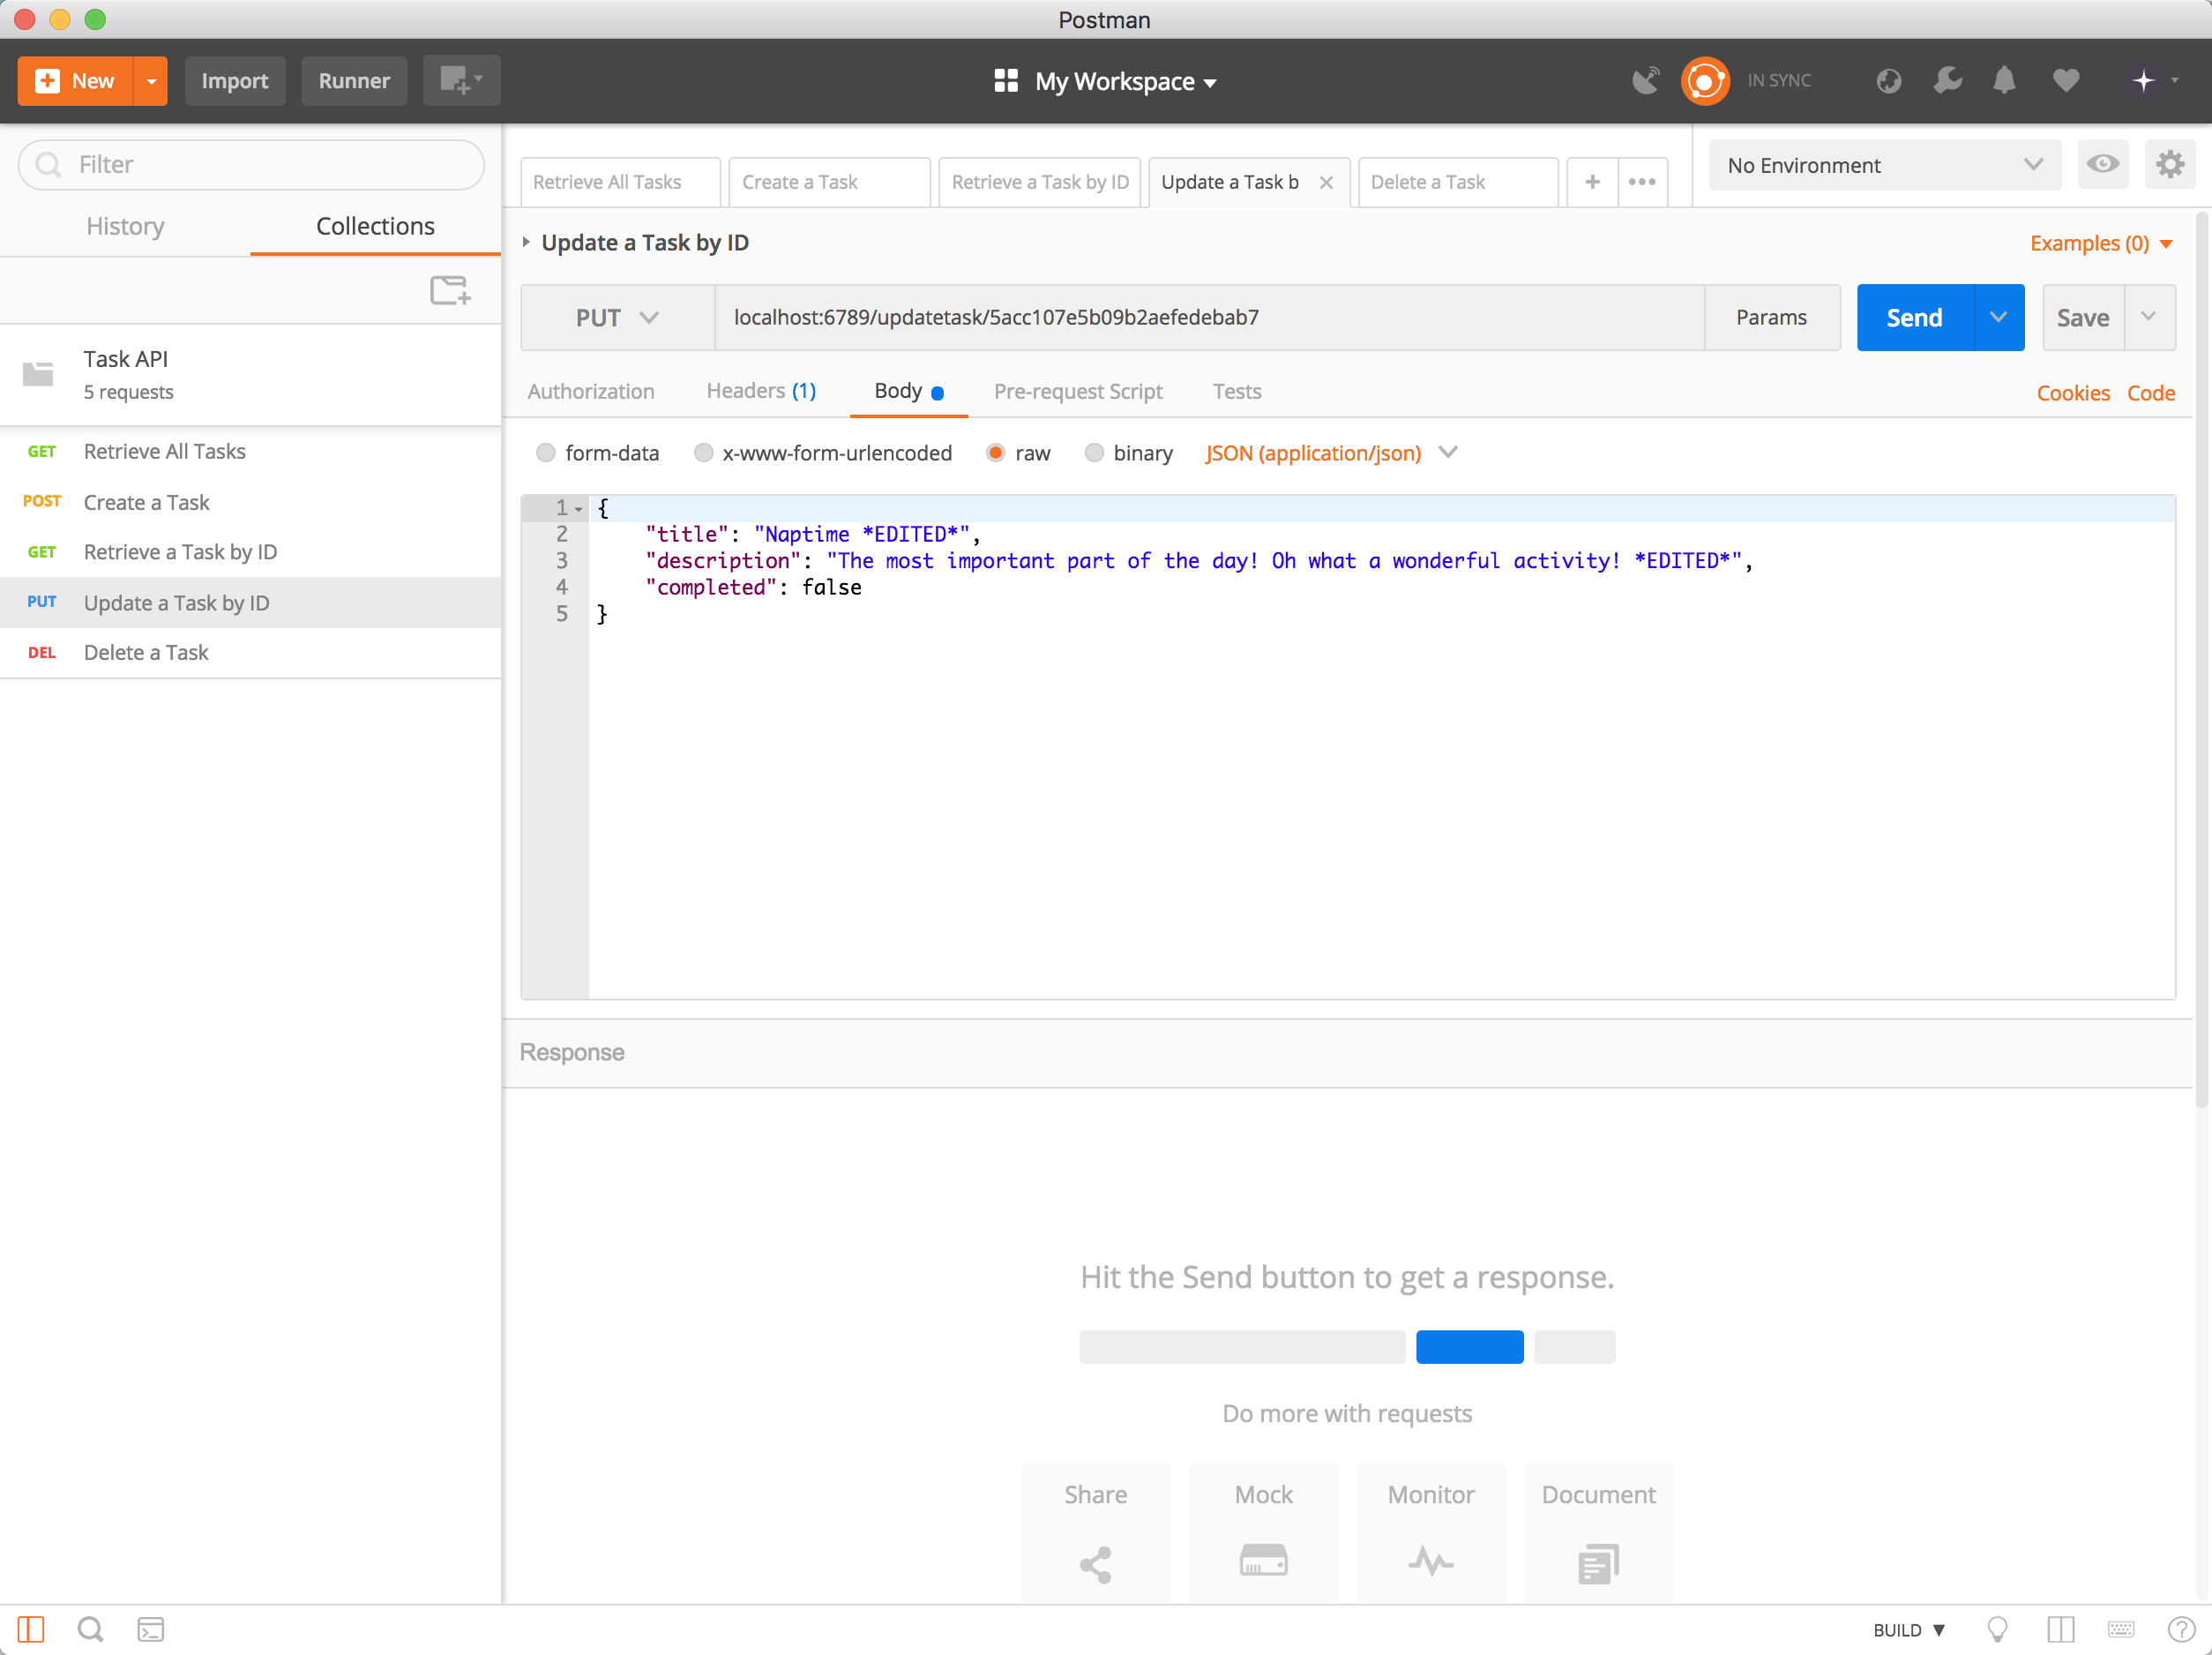 Postman
New
Import
Runner
My Workspace
IN SYNC
Filter
History
Collections
Task API
5 requests
GET Retrieve All Tasks
POST Create a Task
GET Retrieve a Task by ID
PUT Update a Task by ID
DEL Delete a Task
Retrieve All Tasks
Create a Task
Retrieve a Task by ID
Update a Task b
Delete a Task
No Environment
Update a Task by ID
Examples (0)
PUT
localhost:6789/updatetask/5acc107e5b09b2aefedebab7
Params
Send
Save
Authorization
Headers (1)
Body
Pre-request Script
Tests
Cookies
Code
form-data
x-www-form-urlencoded
raw
binary
JSON (application/json)
1 {
2 "title": "Naptime *EDITED*",
3 "description": "The most important part of the day! Oh what a wonderful activity! *EDITED*",
4 "completed": false
5 }
Response
Hit the Send button to get a response.
Do more with requests
Share
Mock
Monitor
Document
BUILD